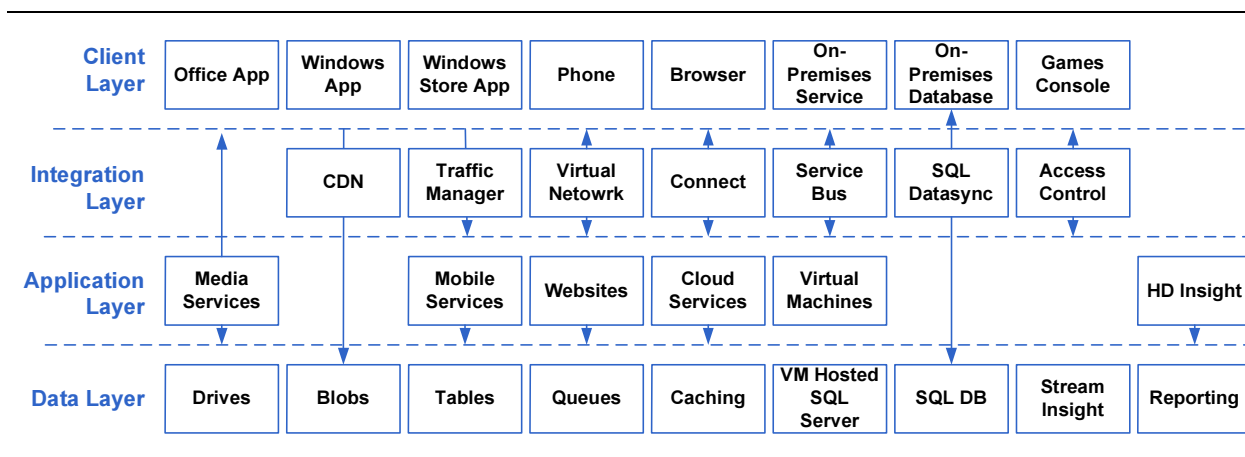 Client
Layer
Office App
Windows
App
Windows
Store App
Phone
Browser
On-
Premises
Service
On-
Premises
Database
Games
Console
Integration
Layer
CDN
Traffic
Manager
Virtual
Netowrk
Connect
Service
Bus
SQL
Datasync
Access
Control
Application
Layer
Media
Services
Mobile
Services
Websites
Cloud
Services
Virtual
Machines
HD Insight
Data Layer
Drives
Blobs
Tables
Queues
Caching
VM Hosted
SQL
Server
SQL DB
Stream
Insight
Reporting